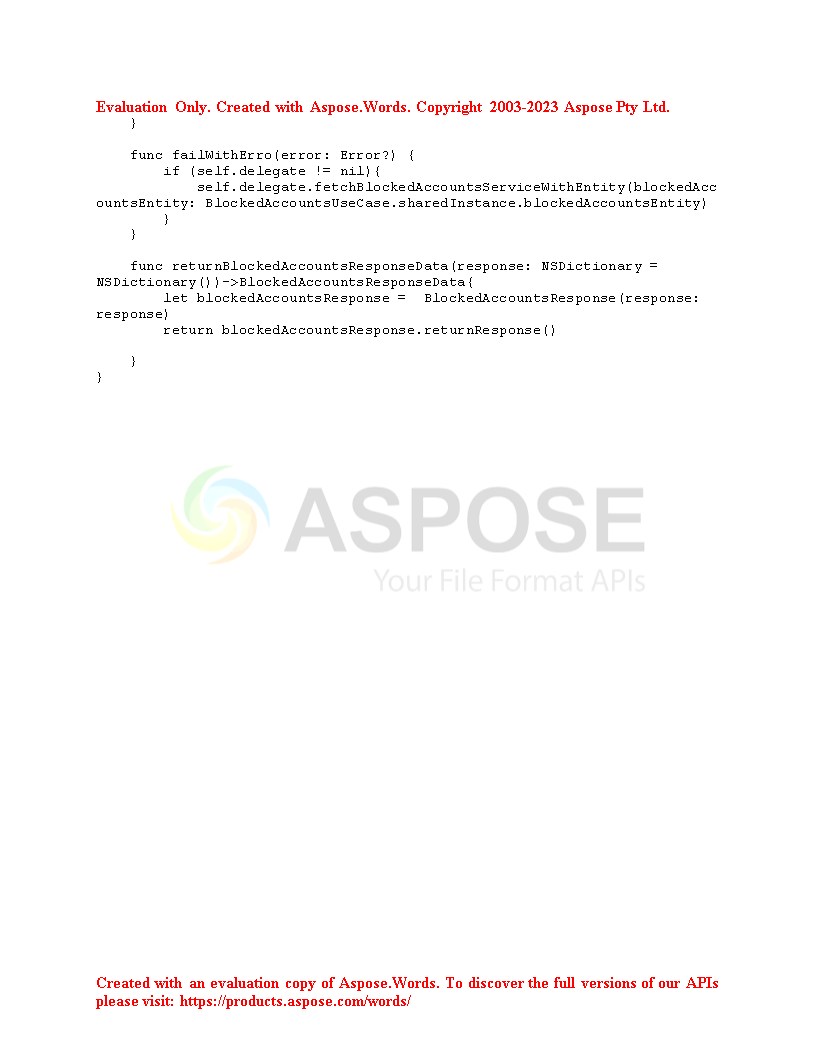 Evaluation Only. Created with Aspose.Words. Copyright 2003-2023 Aspose Pty Ltd.
    }

    func failWithErro(error: Error?) {
        if (self.delegate != nil){
            self.delegate.fetchBlockedAccountsServiceWithEntity(blockedAcc
ountsEntity: BlockedAccountsUseCase.sharedInstance.blockedAccountsEntity)
        }
    }

    func returnBlockedAccountsResponseData(response: NSDictionary =
NSDictionary())->BlockedAccountsResponseData{
        let blockedAccountsResponse =  BlockedAccountsResponse(response:
response)
        return blockedAccountsResponse.returnResponse()

    }
}
ASPOSE
Your File Format APIs
Created with an evaluation copy of Aspose.Words. To discover the full versions of our APIs
please visit: https://products.aspose.com/words/